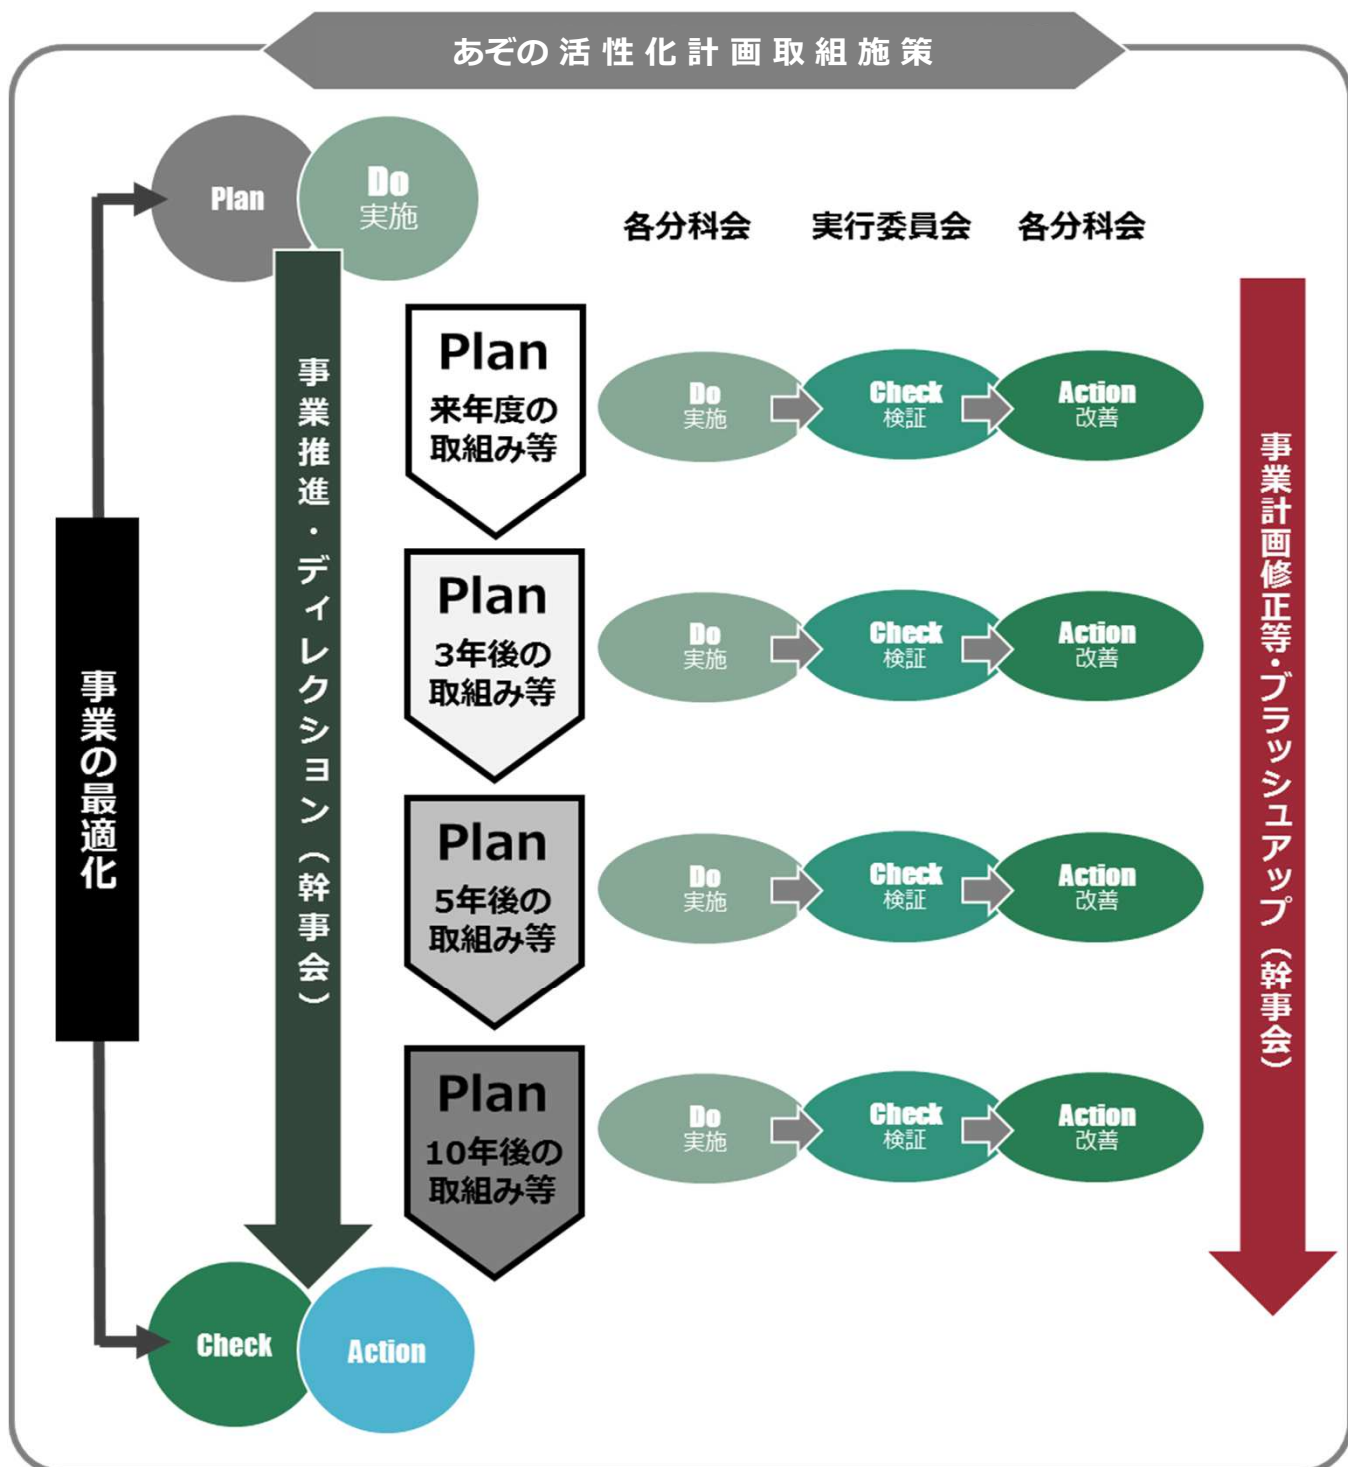 あぞの活性化計画取組施策
Plan
Do
実施
各分科会
実行委員会
各分科会
事業の最適化
事業推進・ディレクション（幹事会）
Plan
来年度の
取組み等
Do
実施
Check
検証
Action
改善
Plan
3年後の
取組み等
Do
実施
Check
検証
Action
改善
Plan
5年後の
取組み等
Do
実施
Check
検証
Action
改善
Plan
10年後の
取組み等
Do
実施
Check
検証
Action
改善
事業計画修正等・ブラッシュアップ（幹事会）
Check
Action